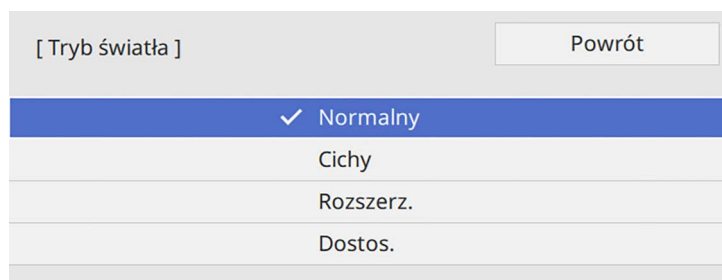 [ Tryb światła ]
Powrót
Normalny
Cichy
Rozszerz.
Dostos.